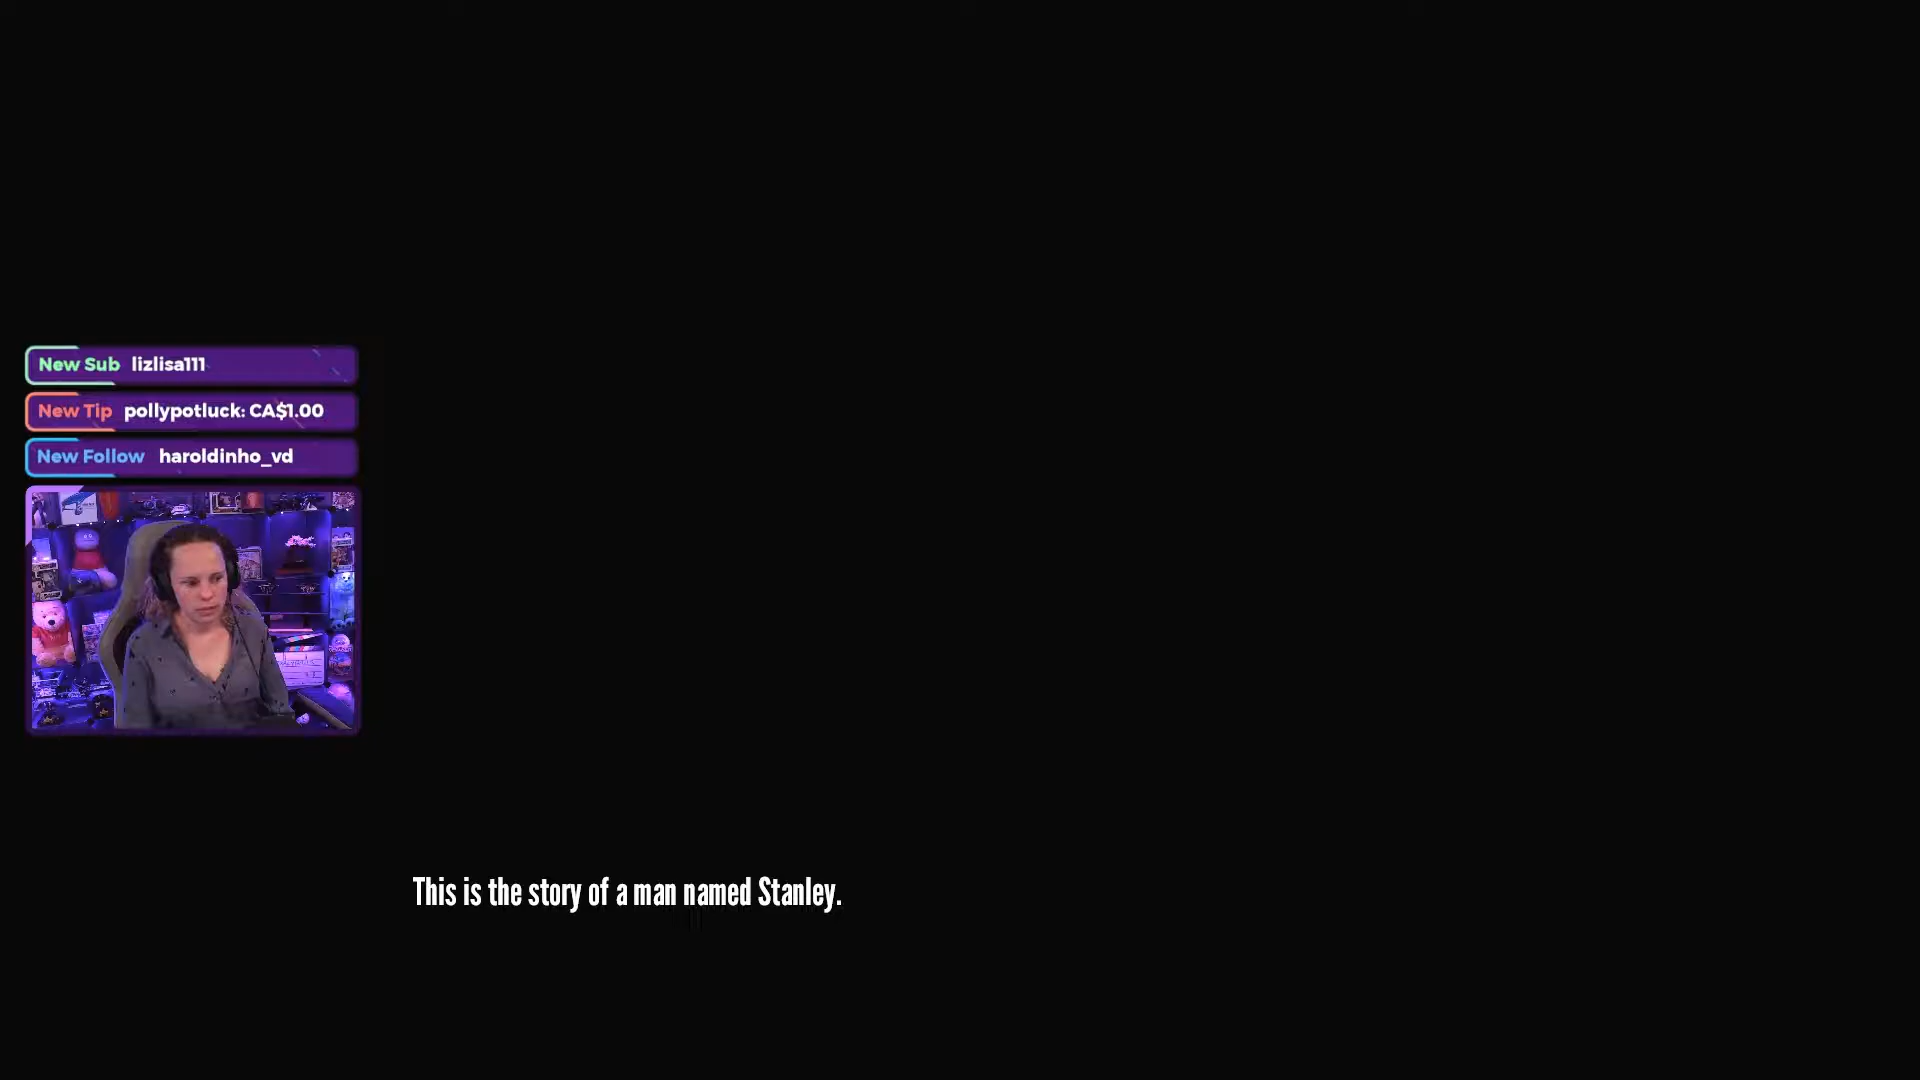 New Sub lizlisa111
New Tip pollypotluck: CA$1.00
New Follow haroldinho_vd
This is the story of a man named Stanley.